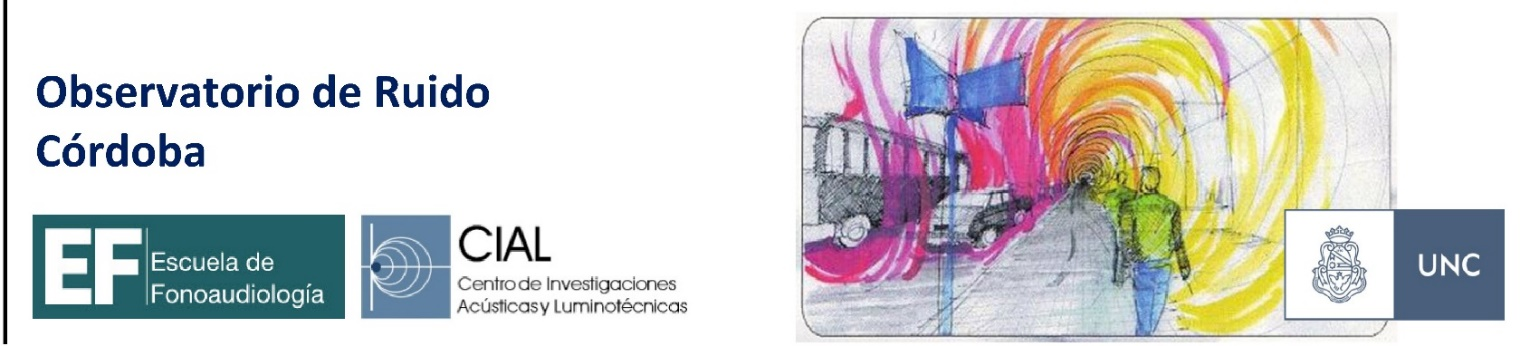 Observatorio de Ruido
Córdoba
EF Escuela de
Fonoaudiología
CIAL
Centro de Investigaciones
Acústicas y Luminotécnicas
UNC